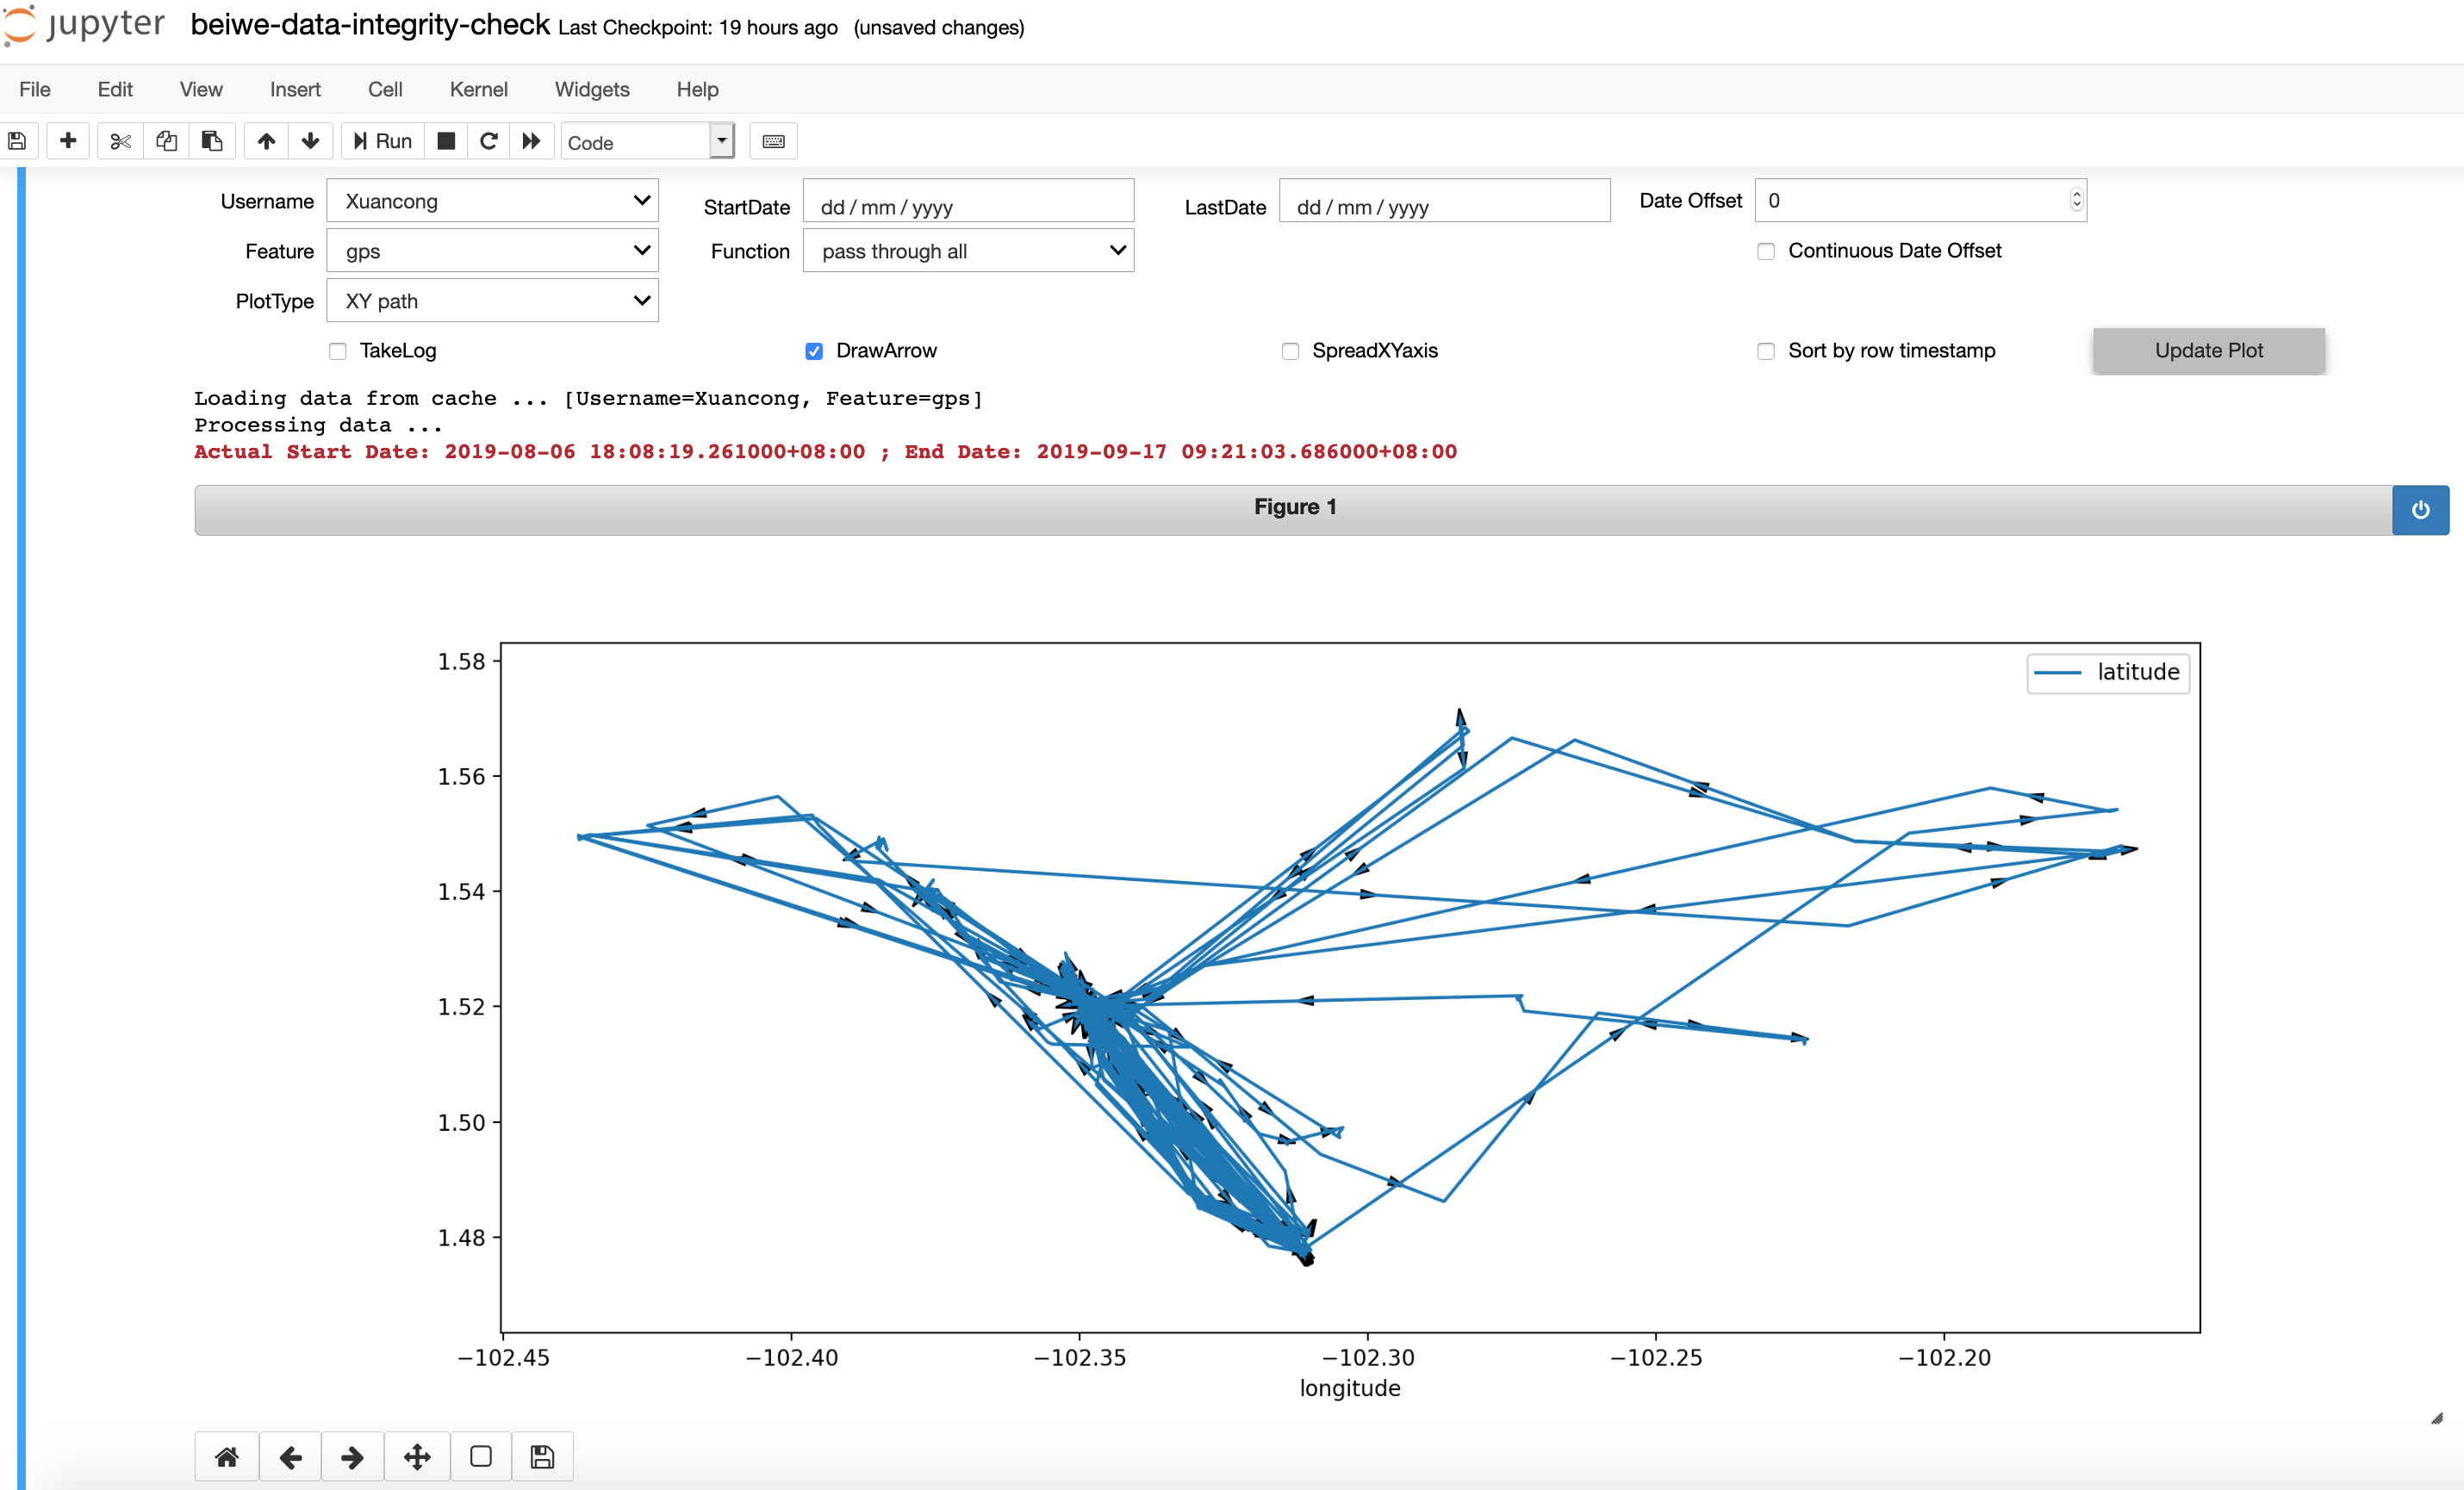 jupyter beiwe-data-integrity-check Last Checkpoint: 19 hours ago (unsaved changes)
File Edit View Insert Cell Kernel Widgets Help
Run Code
Username Xuancong StartDate dd / mm / yyyy LastDate dd / mm / yyyy Date Offset 0
Feature gps Function pass through all Continuous Date Offset
PlotType XY path
TakeLog DrawArrow SpreadXYaxis Sort by row timestamp Update Plot
Loading data from cache ... [Username=Xuancong, Feature=gps]
Processing data ...
Actual Start Date: 2019-08-06 18:08:19.261000+08:00 ; End Date: 2019-09-17 09:21:03.686000+08:00
Figure 1
latitude
1.58
1.56
1.54
1.52
1.50
1.48
−102.45 −102.40 −102.35 −102.30 −102.25 −102.20
longitude